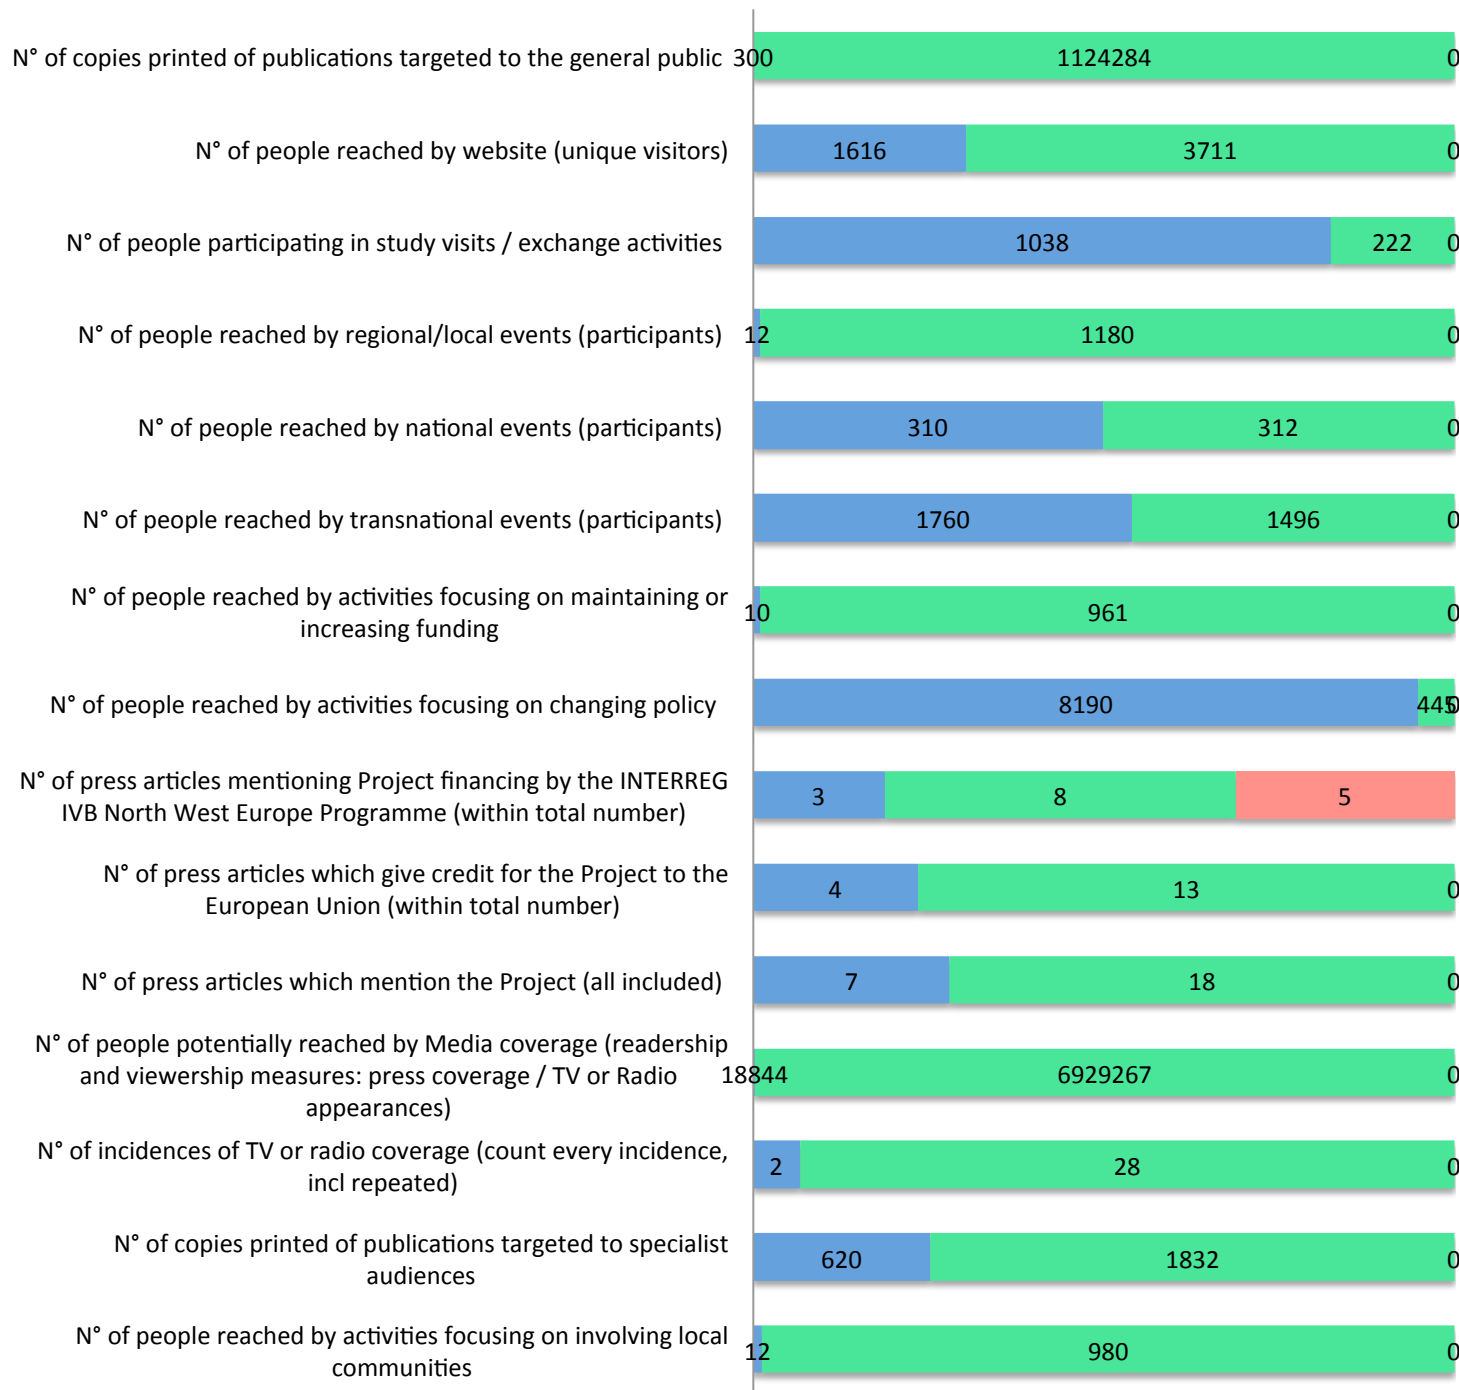 N° of copies printed of publications targeted to the general public 300 1124284 0
N° of people reached by website (unique visitors) 1616 3711 0
N° of people participating in study visits / exchange activities 1038 222 0
N° of people reached by regional/local events (participants) 12 1180 0
N° of people reached by national events (participants) 310 312 0
N° of people reached by transnational events (participants) 1760 1496 0
N° of people reached by activities focusing on maintaining or
increasing funding 10 961 0
N° of people reached by activities focusing on changing policy 8190 445 0
N° of press articles mentioning Project financing by the INTERREG
IVB North West Europe Programme (within total number) 3 8 5
N° of press articles which give credit for the Project to the
European Union (within total number) 4 13 0
N° of press articles which mention the Project (all included) 7 18 0
N° of people potentially reached by Media coverage (readership
and viewership measures: press coverage / TV or Radio 18844 6929267 0
appearances)
N° of incidences of TV or radio coverage (count every incidence,
incl repeated) 2 28 0
N° of copies printed of publications targeted to specialist
audiences 620 1832 0
N° of people reached by activities focusing on involving local
communities 12 980 0